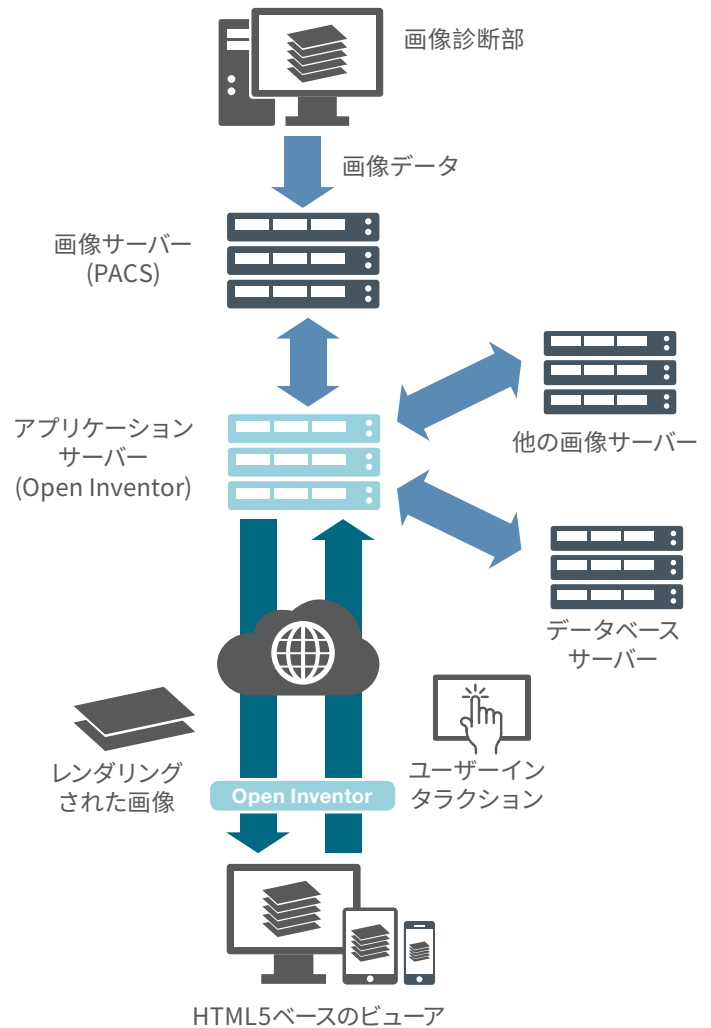 画像診断部
画像データ
画像サーバー
(PACS)
アプリケーション
サーバー
(Open Inventor)
他の画像サーバー
データベース
サーバー
レンダリング
された画像
Open Inventor
ユーザーイン
タラクション
HTML5ベースのビューア